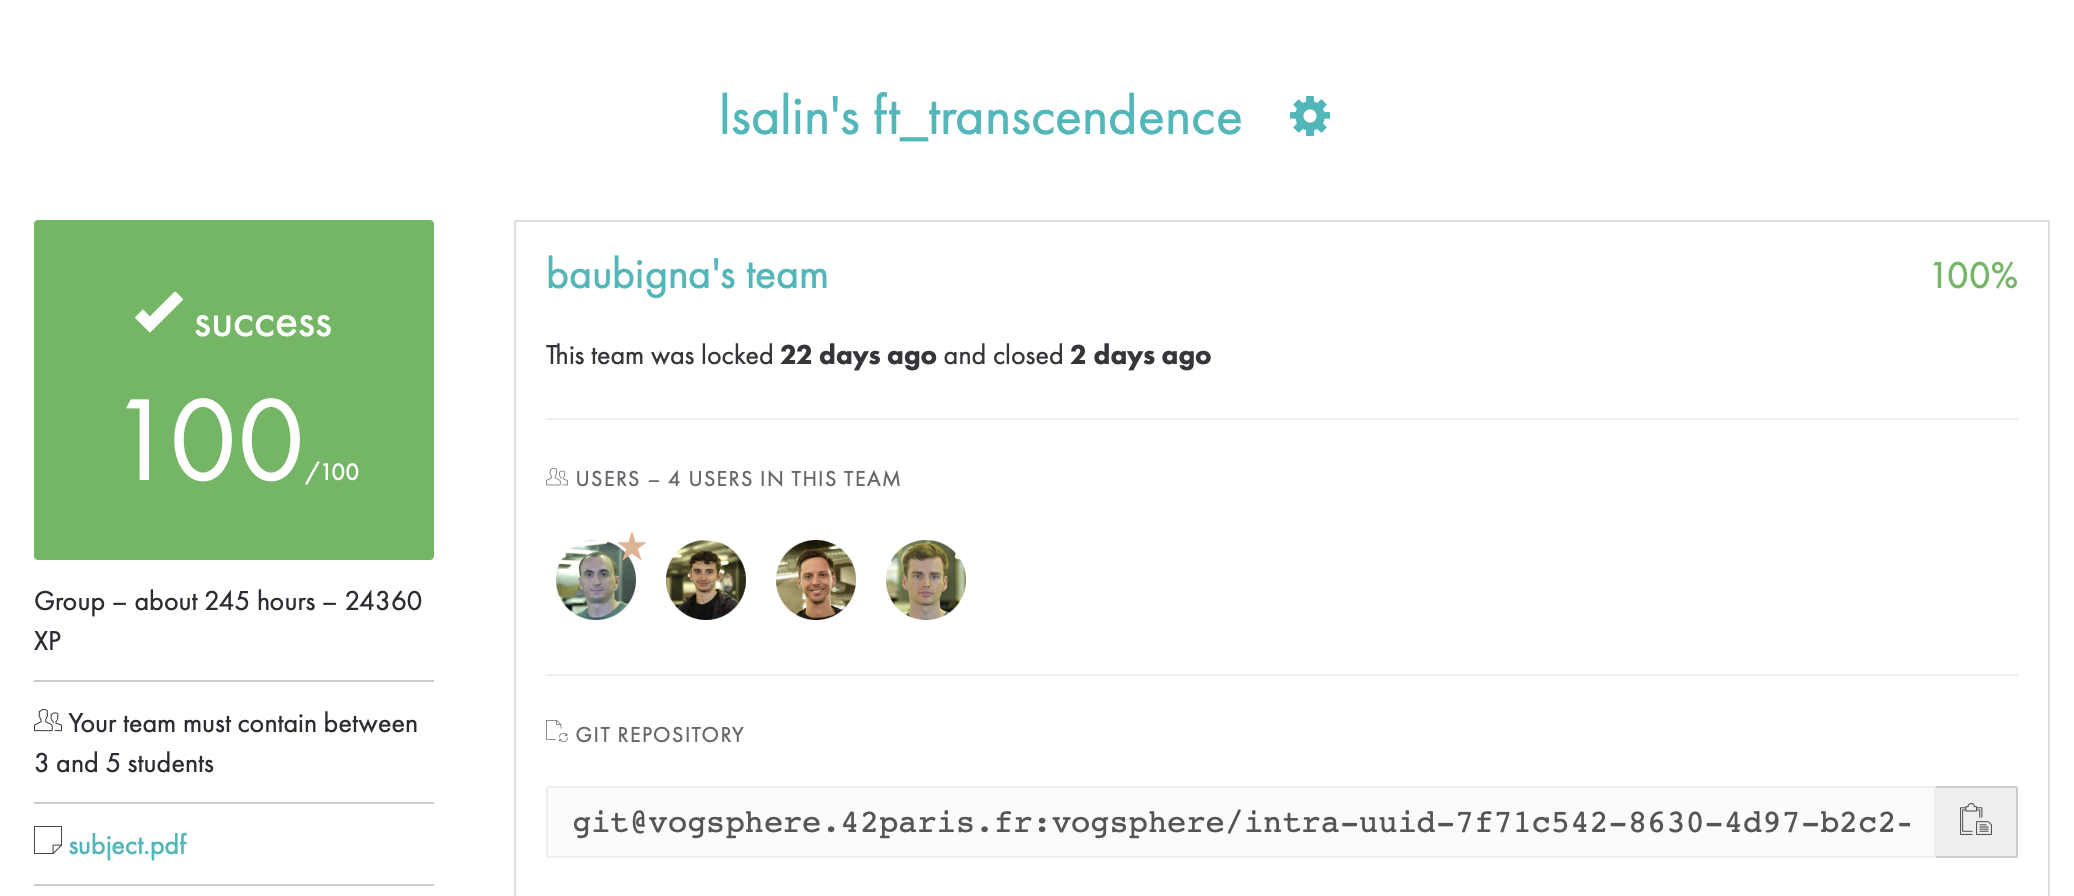 lsalin's ft_transcendence
success
100/100
Group – about 245 hours – 24360
XP
Your team must contain between
3 and 5 students
subject.pdf
baubigna's team
100%
This team was locked 22 days ago and closed 2 days ago
USERS – 4 USERS IN THIS TEAM
GIT REPOSITORY
git@vogsphere.42paris.fr:vogsphere/intra-uuid-7f71c542-8630-4d97-b2c2-